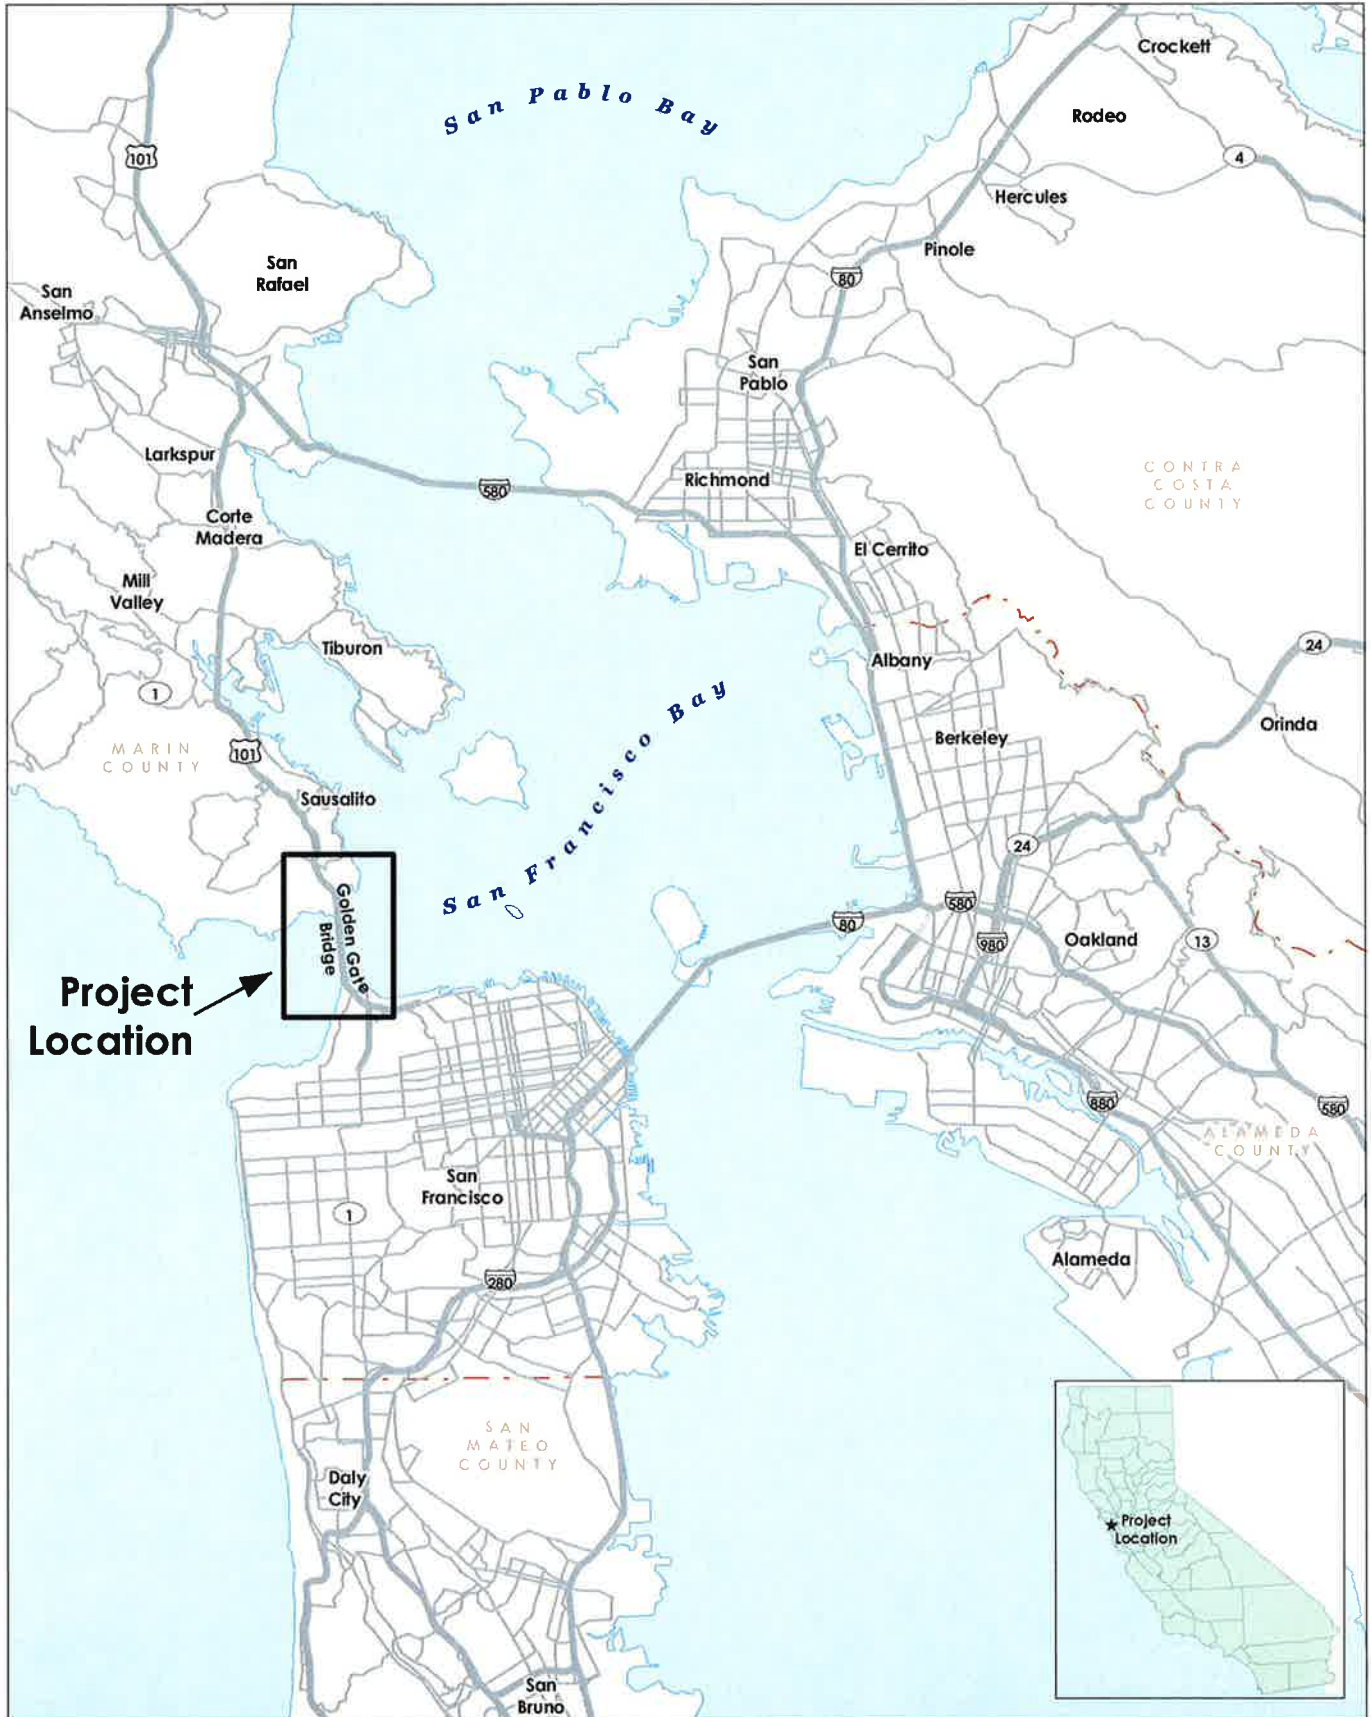 Crockett
San Pablo Bay
Rodeo
101
4
Hercules
Pinole
San
Rafael
80
San
Anselmo
San
Pablo
Larkspur
CONTRA
COSTA
COUNTY
Richmond
580
Corte
Madera
El Cerrito
Mill
Valley
24
Tiburon
Albany
1
San Francisco Bay
Orinda
Berkeley
MARIN
COUNTY
101
Sausalito
24
Golden Gate
Bridge
580
80
980
Oakland
13
Project
Location
880
580
ALAMEDA
COUNTY
San
Francisco
1
Alameda
280
SAN
MATEO
COUNTY
Daly
City
Project
Location
San
Bruno